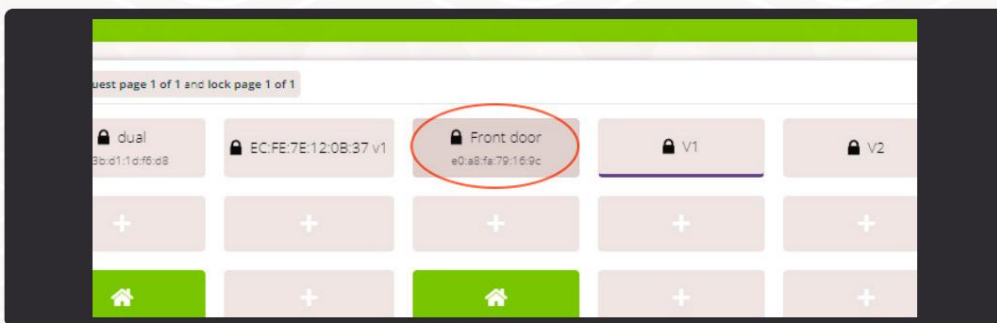 uest page 1 of 1 and lock page 1 of 1
dual
3b:d1:1d:f6:d8
EC:FE:7E:12:0B:37 v1
Front door
e0:a8:fa:79:16:9c
V1
V2